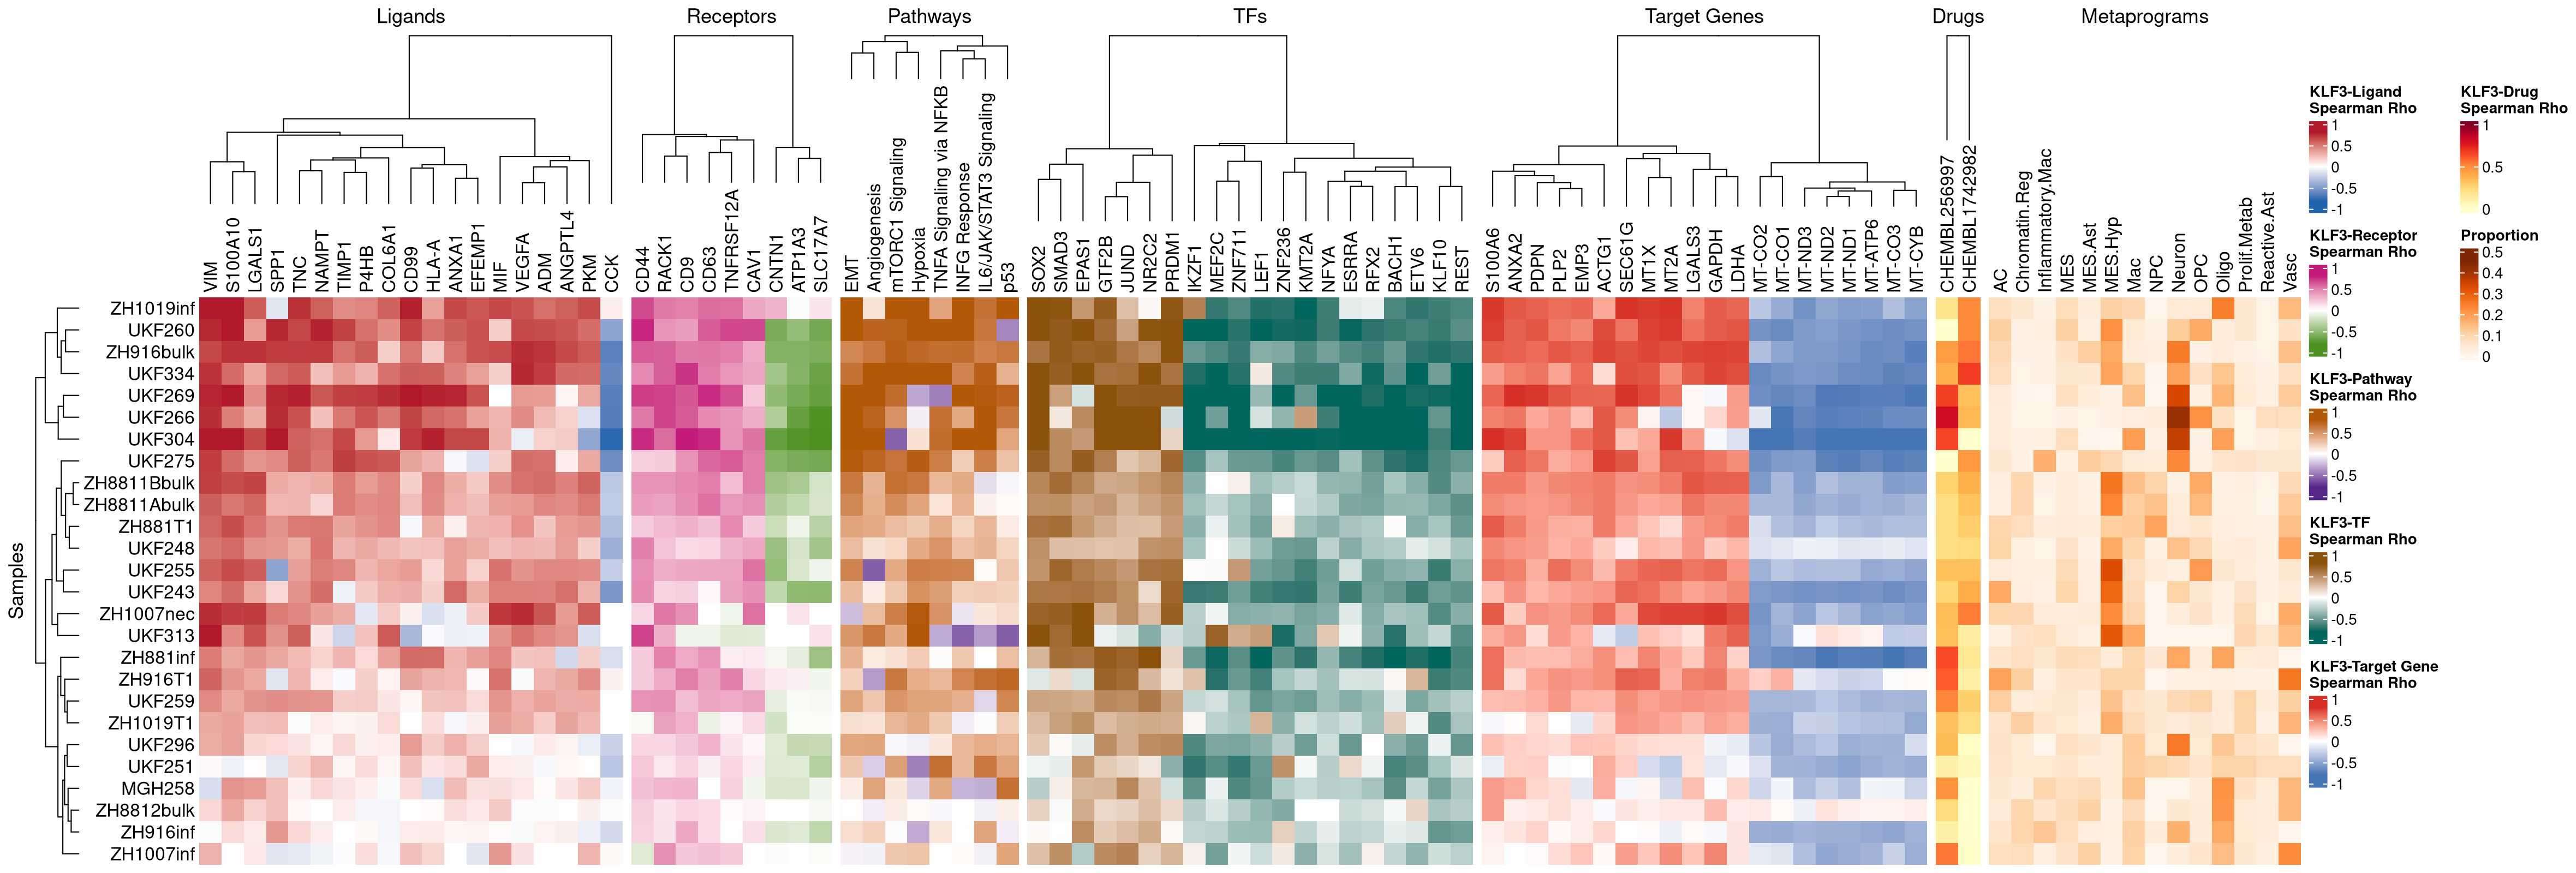 Ligands
Receptors
Pathways
TFs
Target Genes
Drugs
Metaprograms
VIM
S100A10
LGALS1
SPP1
TNC
NAMPT
TIMP1
P4HB
COL6A1
CD99
HLA-A
ANXA1
EFEMP1
MIF
VEGFA
ADM
ANGPTL4
PKM
CCK
CD44
RACK1
CD9
CD63
TNFRSF12A
CAV1
CNTN1
ATP1A3
SLC17A7
EMT
Angiogenesis
mTORC1 Signaling
Hypoxia
TNFA Signaling via NFKB
INFG Response
IL6/JAK/STAT3 Signaling
p53
SOX2
SMAD3
EPAS1
GTF2B
JUND
NR2C2
PRDM1
IKZF1
MEF2C
ZNF711
LEF1
ZNF236
KMT2A
NFYA
ESRRA
RFX2
BACH1
ETV6
KLF10
REST
S100A6
ANXA2
PDPN
PLP2
EMP3
ACTG1
SEC61G
MT1X
MT2A
LGALS3
GAPDH
LDHA
MT-CO2
MT-CO1
MT-ND3
MT-ND2
MT-ND1
MT-ATP6
MT-CO3
MT-CYB
CHEMBL256997
CHEMBL1742982
AC
Chromatin.Reg
Inflammatory.Mac
MES
MES.Ast
MES.Hyp
Mac
NPC
Neuron
OPC
Oligo
Prolif.Metab
Reactive.Ast
Vasc
Samples
ZH1019inf
UKF260
ZH916bulk
UKF334
UKF269
UKF266
UKF304
UKF275
ZH8811Bbulk
ZH8811Abulk
ZH881T1
UKF248
UKF255
UKF243
ZH1007nec
UKF313
ZH881inf
ZH916T1
UKF259
ZH1019T1
UKF296
UKF251
MGH258
ZH8812bulk
ZH916inf
ZH1007inf
KLF3-Ligand
Spearman Rho
1
0.5
0
-0.5
-1
KLF3-Receptor
Spearman Rho
1
0.5
0
-0.5
-1
KLF3-Pathway
Spearman Rho
1
0.5
0
-0.5
-1
KLF3-TF
Spearman Rho
1
0.5
0
-0.5
-1
KLF3-Target Gene
Spearman Rho
1
0.5
0
-0.5
-1
KLF3-Drug
Spearman Rho
1
0.5
0
Proportion
0.5
0.4
0.3
0.2
0.1
0